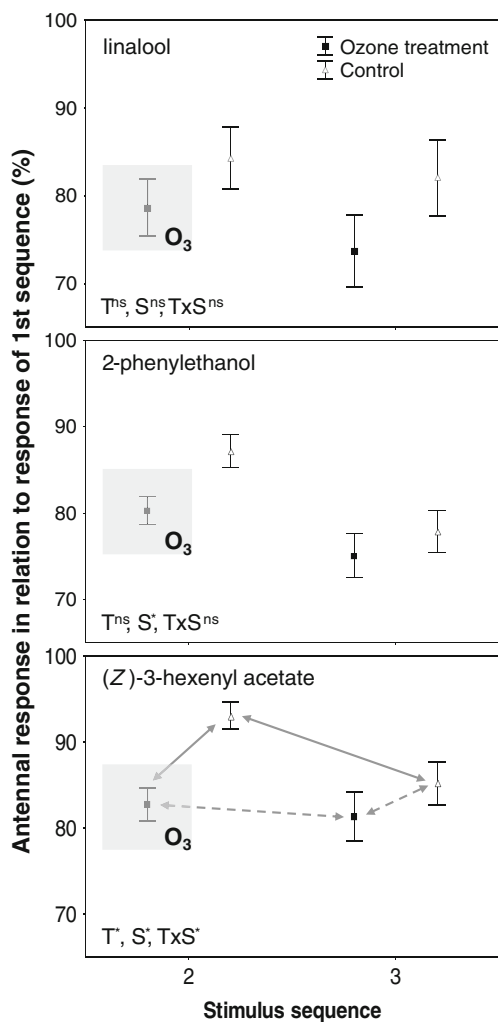 Antennal response in relation to response of 1st sequence (%)
100
90
80
70
linalool
Ozone treatment
Control
O₃
Tⁿˢ, Sⁿˢ, TxSⁿˢ
100
90
80
70
2-phenylethanol
O₃
Tⁿˢ, S*, TxSⁿˢ
100
90
80
70
(Z)-3-hexenyl acetate
O₃
T*, S*, TxS*
2
3
Stimulus sequence